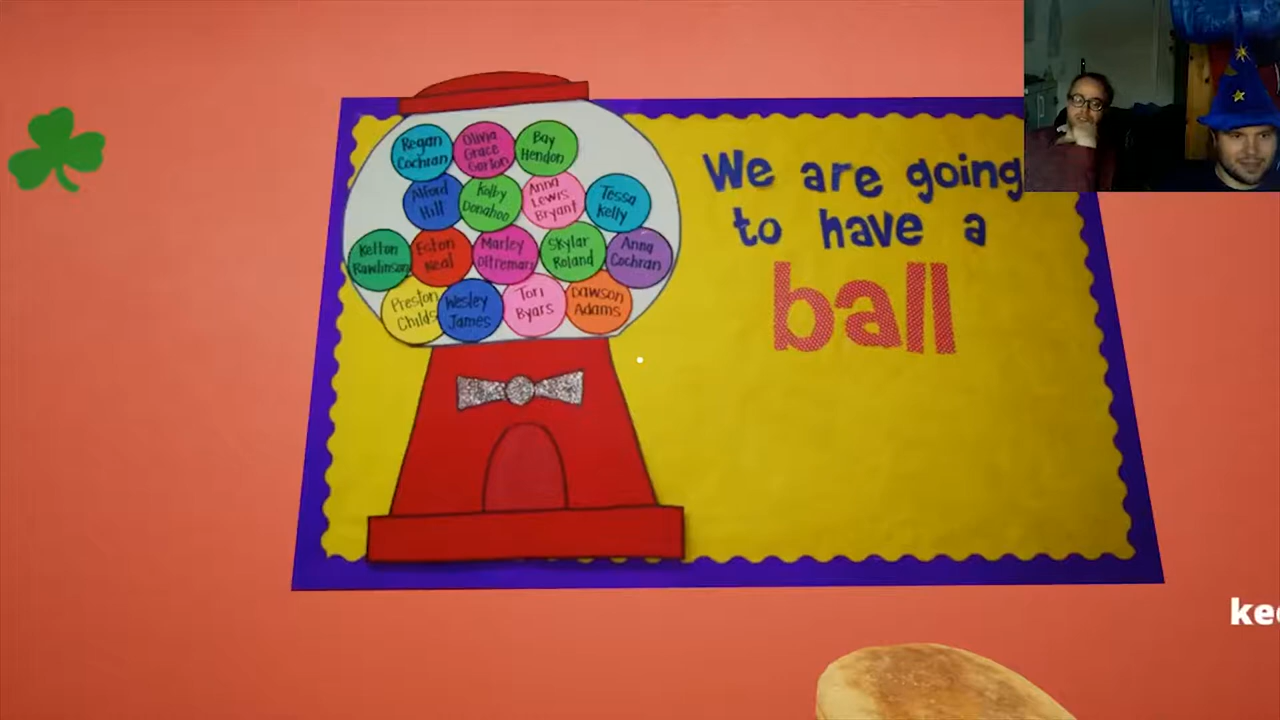 Regan
Cochran
Olivia
Grace
Gorton
Bay
Hendon
Alford
Hill
Kolby
Donahoo
Anna
Lewis
Bryant
Tessa
Kelly
Kelton
Rawlinson
Easton
Neal
Marley
Oltreman
Skylar
Roland
Anna
Cochran
Preston
Childs
Wesley
James
Tori
Byars
Dawson
Adams
We are going
to have a
ball